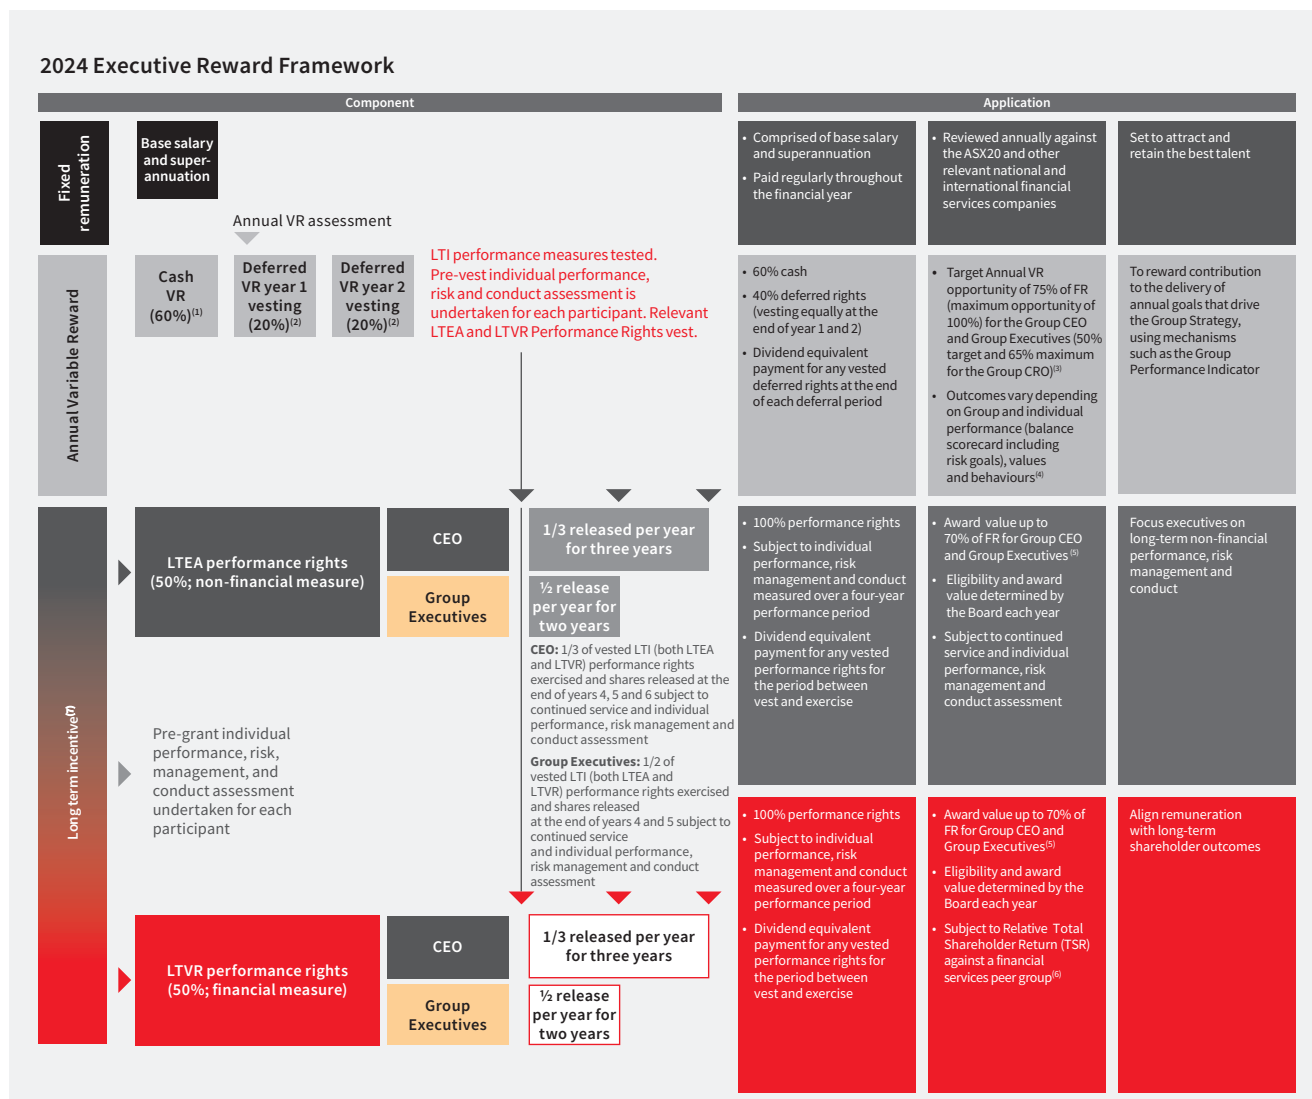 2024 Executive Reward Framework
Component
Application
Fixed
remuneration
Base salary
and super-
annuation
• Comprised of base salary
and superannuation
• Paid regularly throughout
the financial year
• Reviewed annually against
the ASX20 and other
relevant national and
international financial
services companies
Set to attract and
retain the best talent
Annual VR assessment
Annual Variable Reward
Cash
VR
(60%)(1)
Deferred
VR year 1
vesting
(20%)(2)
Deferred
VR year 2
vesting
(20%)(2)
LTI performance measures tested.
Pre-vest individual performance,
risk and conduct assessment is
undertaken for each participant. Relevant
LTEA and LTVR Performance Rights vest.
• 60% cash
• 40% deferred rights
(vesting equally at the
end of year 1 and 2)
• Dividend equivalent
payment for any vested
deferred rights at the end
of each deferral period
• Target Annual VR
opportunity of 75% of FR
(maximum opportunity of
100%) for the Group CEO
and Group Executives (50%
target and 65% maximum
for the Group CRO)(3)
• Outcomes vary depending
on Group and individual
performance (balance
scorecard including
risk goals), values
and behaviours(4)
To reward contribution
to the delivery of
annual goals that drive
the Group Strategy,
using mechanisms
such as the Group
Performance Indicator
Long term incentive(7)
LTEA performance rights
(50%; non-financial measure)
CEO
Group
Executives
1/3 released per year
for three years
½ release
per year for
two years
CEO: 1/3 of vested LTI (both LTEA
and LTVR) performance rights
exercised and shares released at the
end of years 4, 5 and 6 subject to
continued service and individual
performance, risk management and
conduct assessment
Group Executives: 1/2 of
vested LTI (both LTEA and
LTVR) performance rights exercised
and shares released
at the end of years 4 and 5 subject to
continued service
and individual performance,
risk management and conduct
assessment
Pre-grant individual
performance, risk,
management, and
conduct assessment
undertaken for each
participant
• 100% performance rights
• Subject to individual
performance, risk
management and conduct
measured over a four-year
performance period
• Dividend equivalent
payment for any vested
performance rights for
the period between
vest and exercise
• Award value up to
70% of FR for Group CEO
and Group Executives (5)
• Eligibility and award
value determined by
the Board each year
• Subject to continued
service and individual
performance, risk
management and
conduct assessment
Focus executives on
long-term non-financial
performance, risk
management and
conduct
LTVR performance rights
(50%; financial measure)
CEO
Group
Executives
1/3 released per year
for three years
½ release
per year for
two years
• 100% performance rights
• Subject to individual
performance, risk
management and conduct
measured over a four-year
performance period
• Dividend equivalent
payment for any vested
performance rights for
the period between
vest and exercise
• Award value up to 70% of
FR for Group CEO and
Group Executives(5)
• Eligibility and award
value determined by the
Board each year
• Subject to Relative Total
Shareholder Return (TSR)
against a financial
services peer group(6)
Align remuneration
with long-term
shareholder outcomes